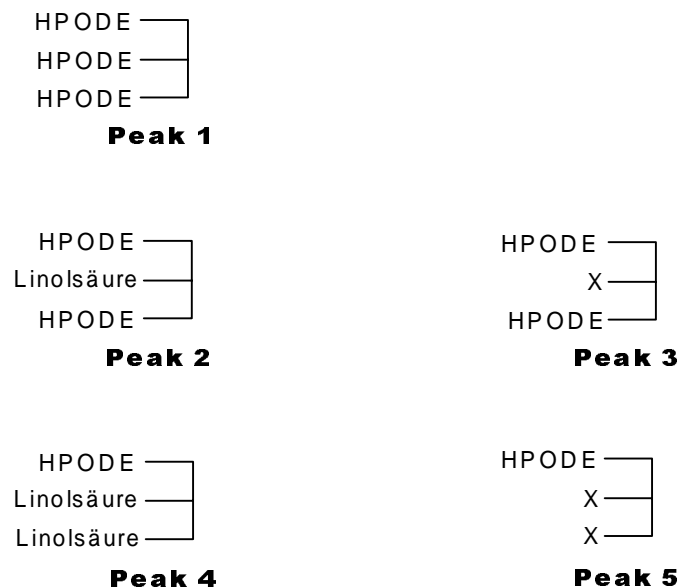 HPODE
HPODE
HPODE
Peak 1
HPODE
Linolsäure
HPODE
Peak 2
HPODE
X
HPODE
Peak 3
HPODE
Linolsäure
Linolsäure
Peak 4
HPODE
X
X
Peak 5